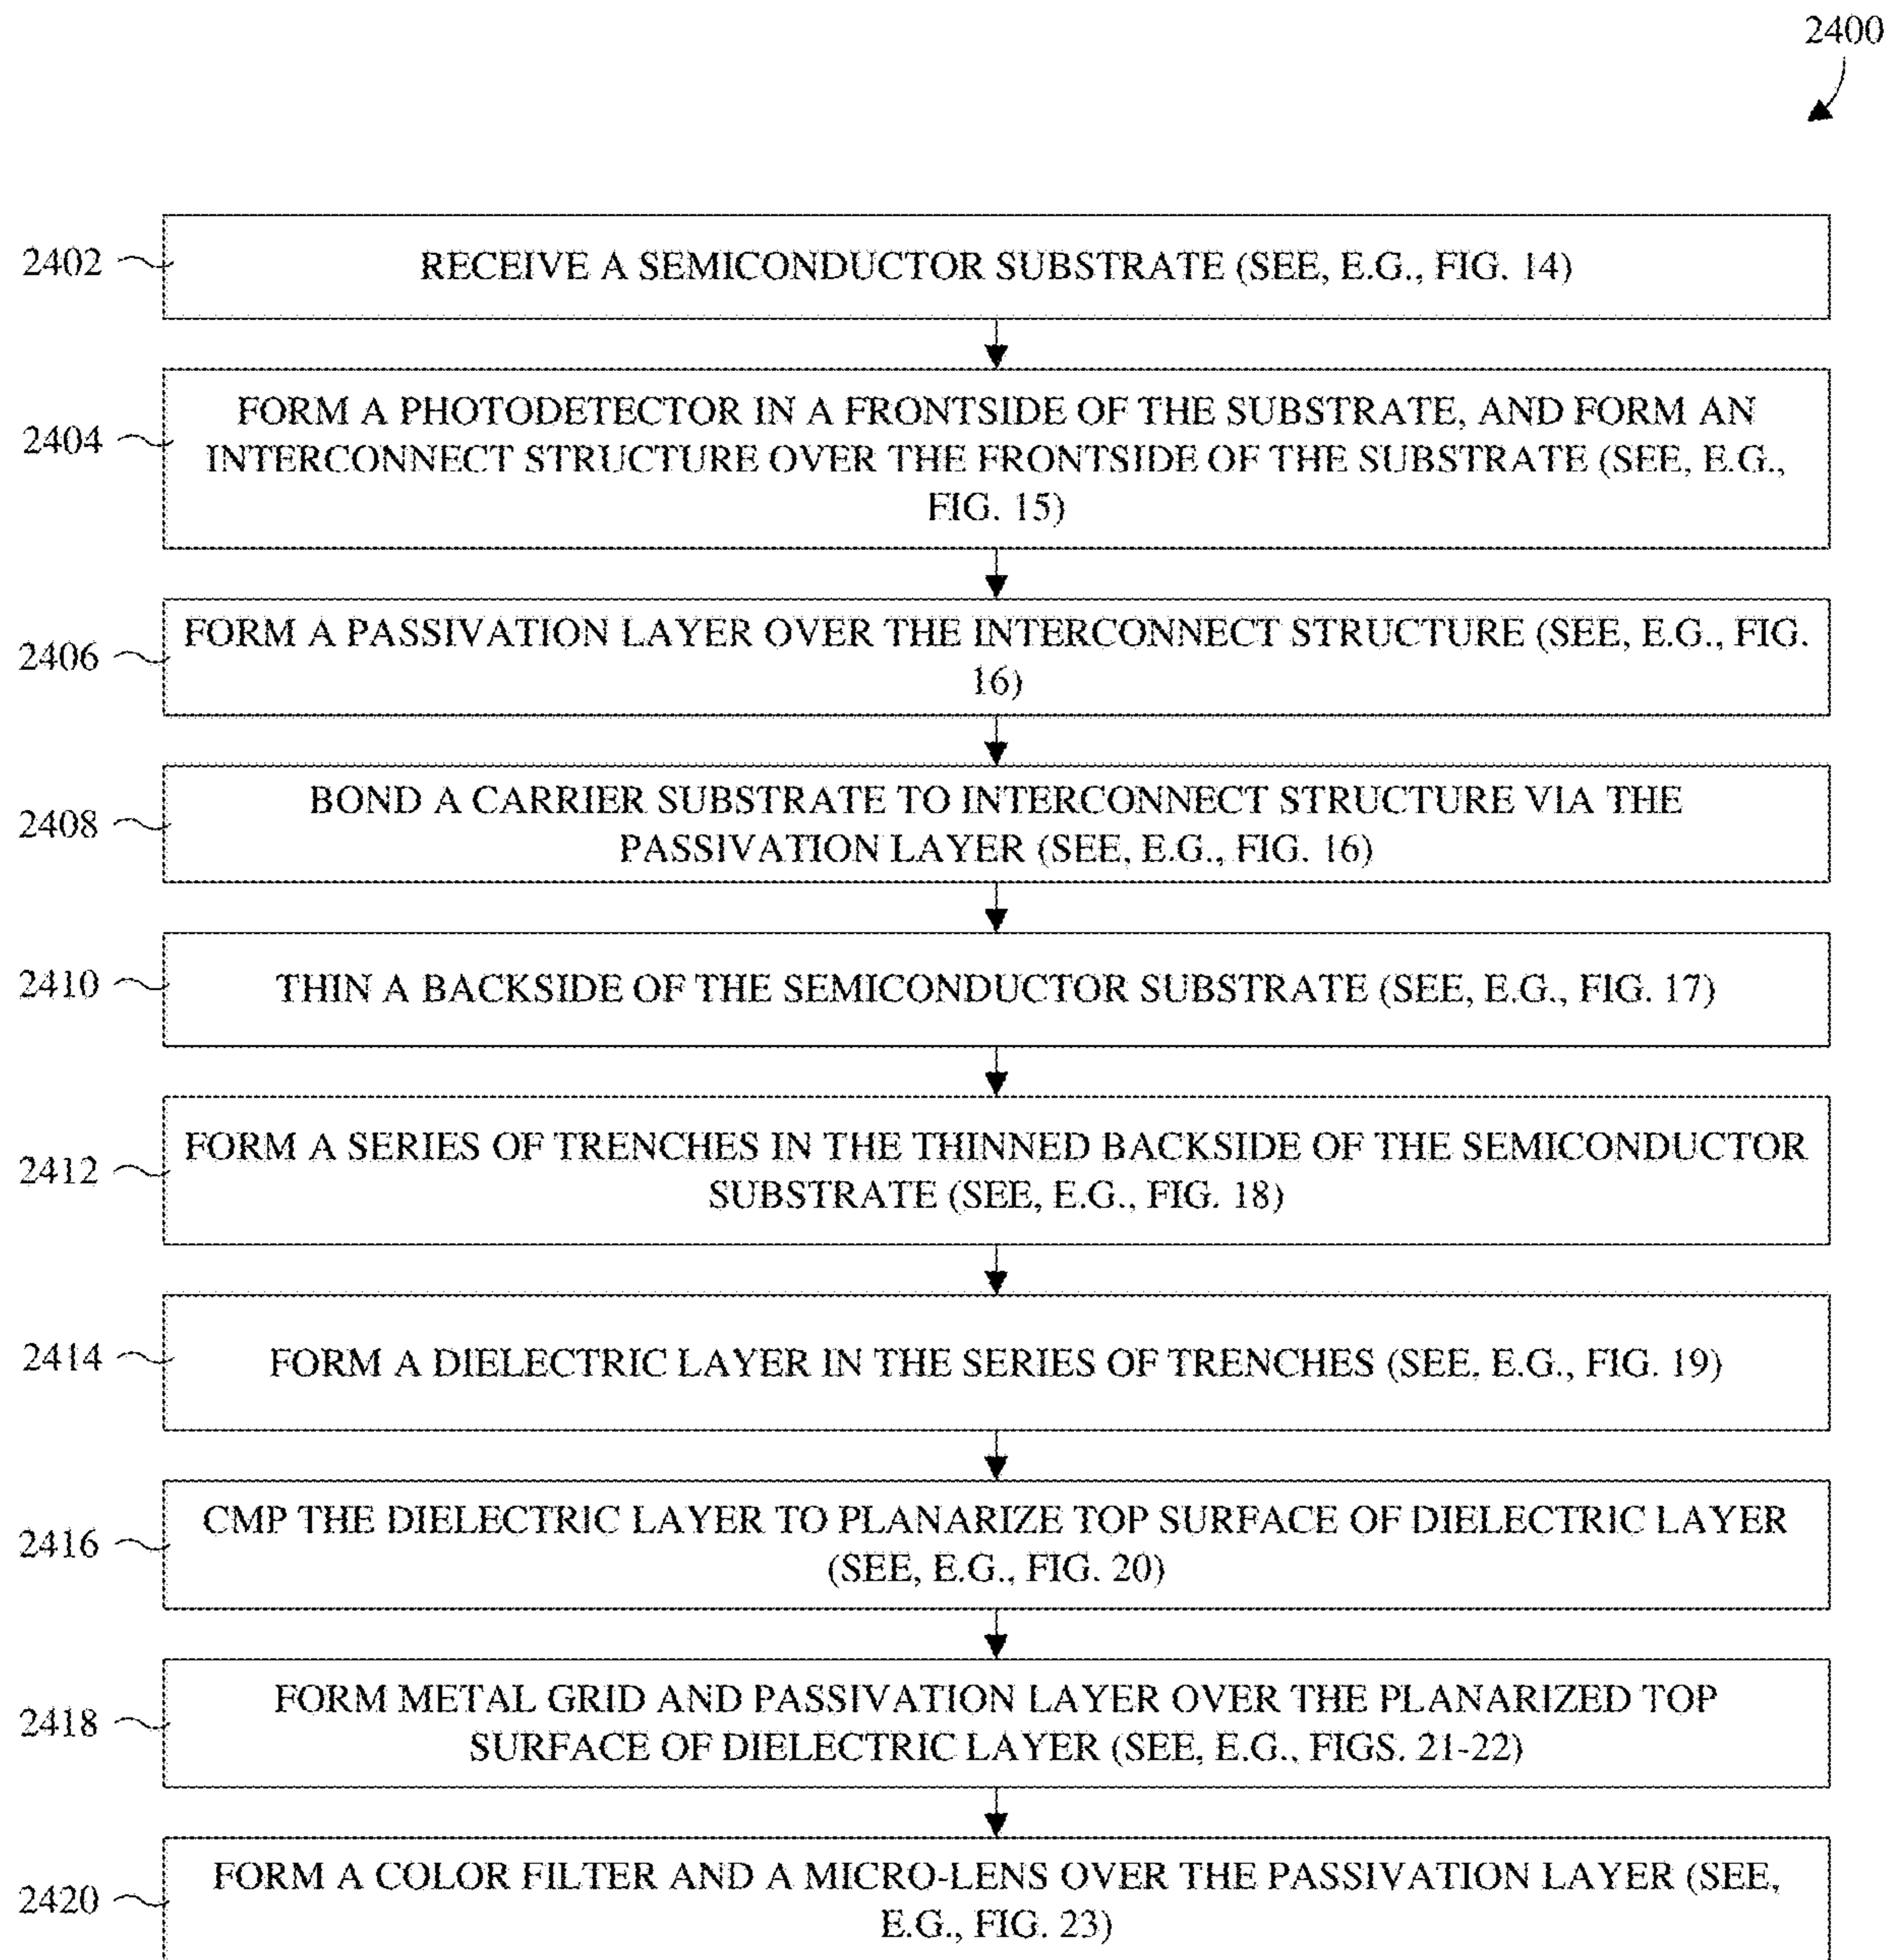 2400
2402
RECEIVE A SEMICONDUCTOR SUBSTRATE (SEE, E.G., FIG. 14)
2404
FORM A PHOTODETECTOR IN A FRONTSIDE OF THE SUBSTRATE, AND FORM AN
INTERCONNECT STRUCTURE OVER THE FRONTSIDE OF THE SUBSTRATE (SEE, E.G.,
FIG. 15)
2406
FORM A PASSIVATION LAYER OVER THE INTERCONNECT STRUCTURE (SEE, E.G., FIG.
16)
2408
BOND A CARRIER SUBSTRATE TO INTERCONNECT STRUCTURE VIA THE
PASSIVATION LAYER (SEE, E.G., FIG. 16)
2410
THIN A BACKSIDE OF THE SEMICONDUCTOR SUBSTRATE (SEE, E.G., FIG. 17)
2412
FORM A SERIES OF TRENCHES IN THE THINNED BACKSIDE OF THE SEMICONDUCTOR
SUBSTRATE (SEE, E.G., FIG. 18)
2414
FORM A DIELECTRIC LAYER IN THE SERIES OF TRENCHES (SEE, E.G., FIG. 19)
2416
CMP THE DIELECTRIC LAYER TO PLANARIZE TOP SURFACE OF DIELECTRIC LAYER
(SEE, E.G., FIG. 20)
2418
FORM METAL GRID AND PASSIVATION LAYER OVER THE PLANARIZED TOP
SURFACE OF DIELECTRIC LAYER (SEE, E.G., FIGS. 21-22)
2420
FORM A COLOR FILTER AND A MICRO-LENS OVER THE PASSIVATION LAYER (SEE,
E.G., FIG. 23)